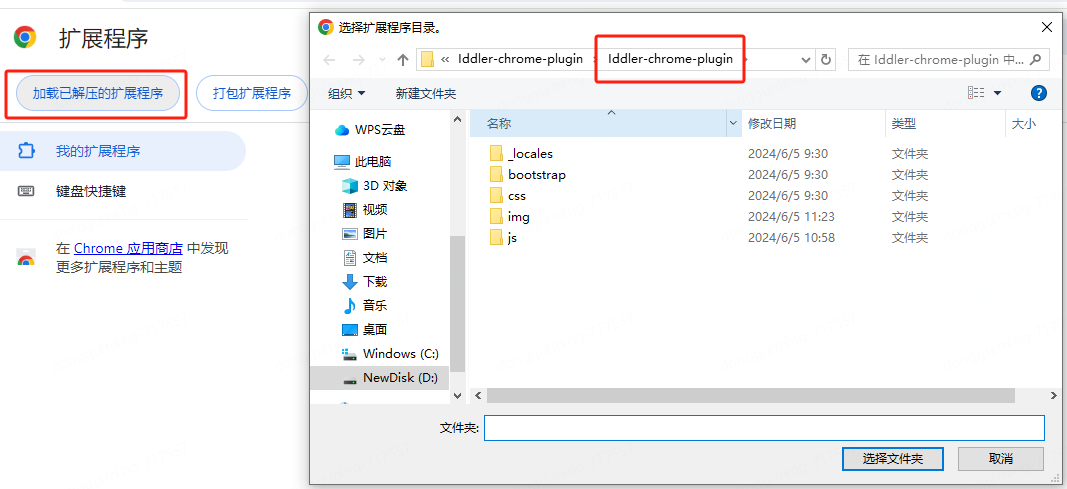 扩展程序
加载已解压的扩展程序
打包扩展程序
我的扩展程序
键盘快捷键
在 Chrome 应用商店 中发现
更多扩展程序和主题
选择扩展程序目录。
« Iddler-chrome-plugin › Iddler-chrome-plugin ›
在 Iddler-chrome-plugin 中...
组织
新建文件夹
名称 修改日期 类型 大小
WPS云盘
此电脑
3D 对象
视频
图片
文档
下载
音乐
桌面
Windows (C:)
NewDisk (D:)
_locales 2024/6/5 9:30 文件夹
bootstrap 2024/6/5 9:30 文件夹
css 2024/6/5 9:30 文件夹
img 2024/6/5 11:23 文件夹
js 2024/6/5 10:58 文件夹
文件夹:
选择文件夹
取消